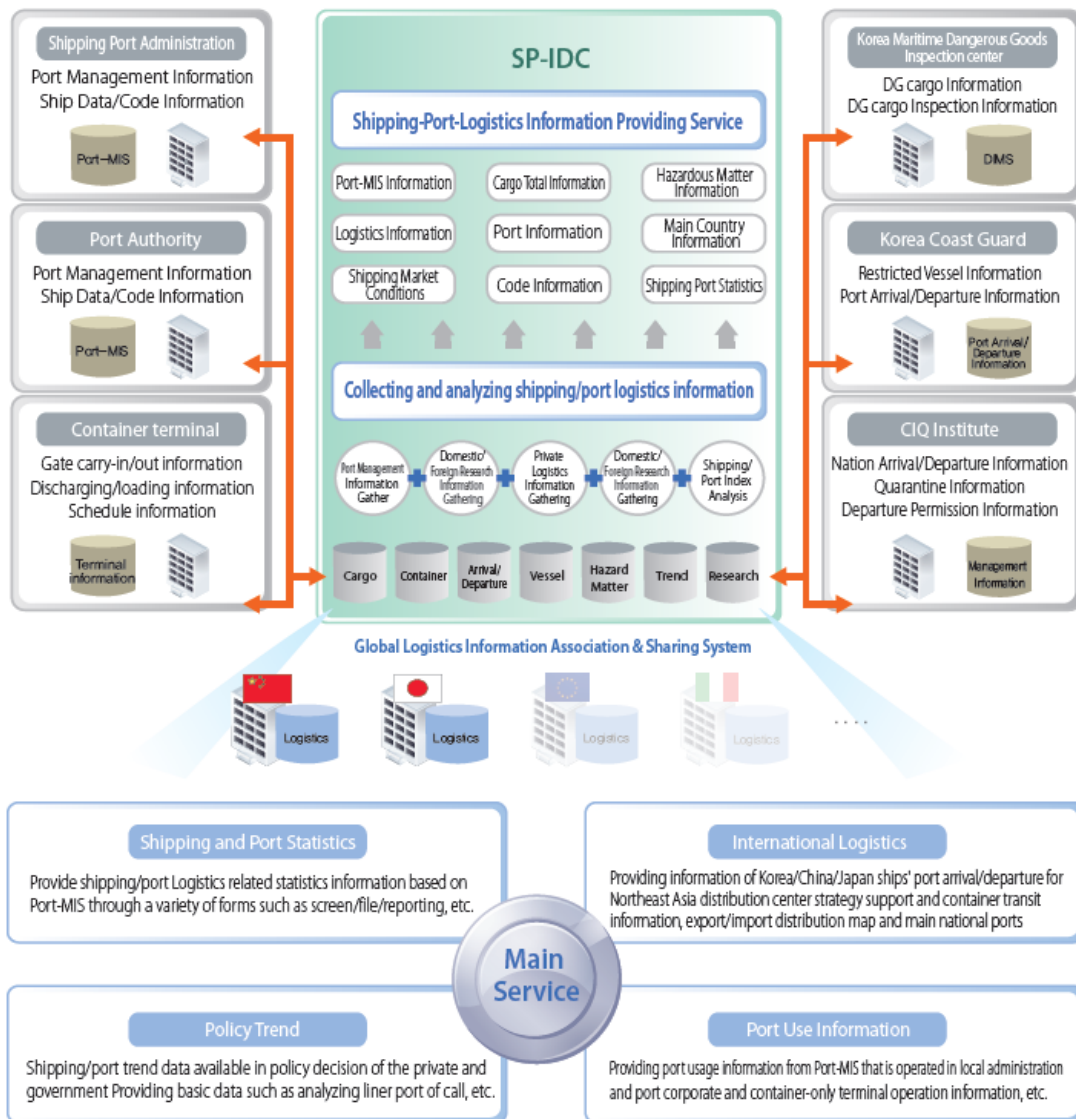 Shipping Port Administration
Port Management Information
Ship Data/Code Information
Port-MIS
Port Authority
Port Management Information
Ship Data/Code Information
Port-MIS
Container terminal
Gate carry-in/out information
Discharging/loading information
Schedule information
Terminal
information
SP-IDC
Shipping-Port-Logistics Information Providing Service
Port-MIS Information
Cargo Total Information
Hazardous Matter
Information
Logistics Information
Port Information
Main Country
Information
Shipping Market
Conditions
Code Information
Shipping Port Statistics
Collecting and analyzing shipping/port logistics information
Port Management
Information
Gather
Domestic/
Foreign Research
Information
Gathering
Private
Logistics
Information
Gathering
Domestic/
Foreign Research
Information
Gathering
Shipping/
Port Index
Analysis
Cargo
Container
Arrival/
Departure
Vessel
Hazard
Matter
Trend
Research
Korea Maritime Dangerous Goods
Inspection center
DG cargo Information
DG cargo Inspection Information
DIMS
Korea Coast Guard
Restricted Vessel Information
Port Arrival/Departure Information
Port Arrival/
Departure
Information
CIQ Institute
Nation Arrival/Departure Information
Quarantine Information
Departure Permission Information
Management
Information
Global Logistics Information Association & Sharing System
Logistics
Logistics
Logistics
Logistics
....
Shipping and Port Statistics
Provide shipping/port Logistics related statistics information based on
Port-MIS through a variety of forms such as screen/file/reporting, etc.
International Logistics
Providing information of Korea/China/Japan ships' port arrival/departure for
Northeast Asia distribution center strategy support and container transit
information, export/import distribution map and main national ports
Main
Service
Policy Trend
Shipping/port trend data available in policy decision of the private and
government Providing basic data such as analyzing liner port of call, etc.
Port Use Information
Providing port usage information from Port-MIS that is operated in local administration
and port corporate and container-only terminal operation information, etc.